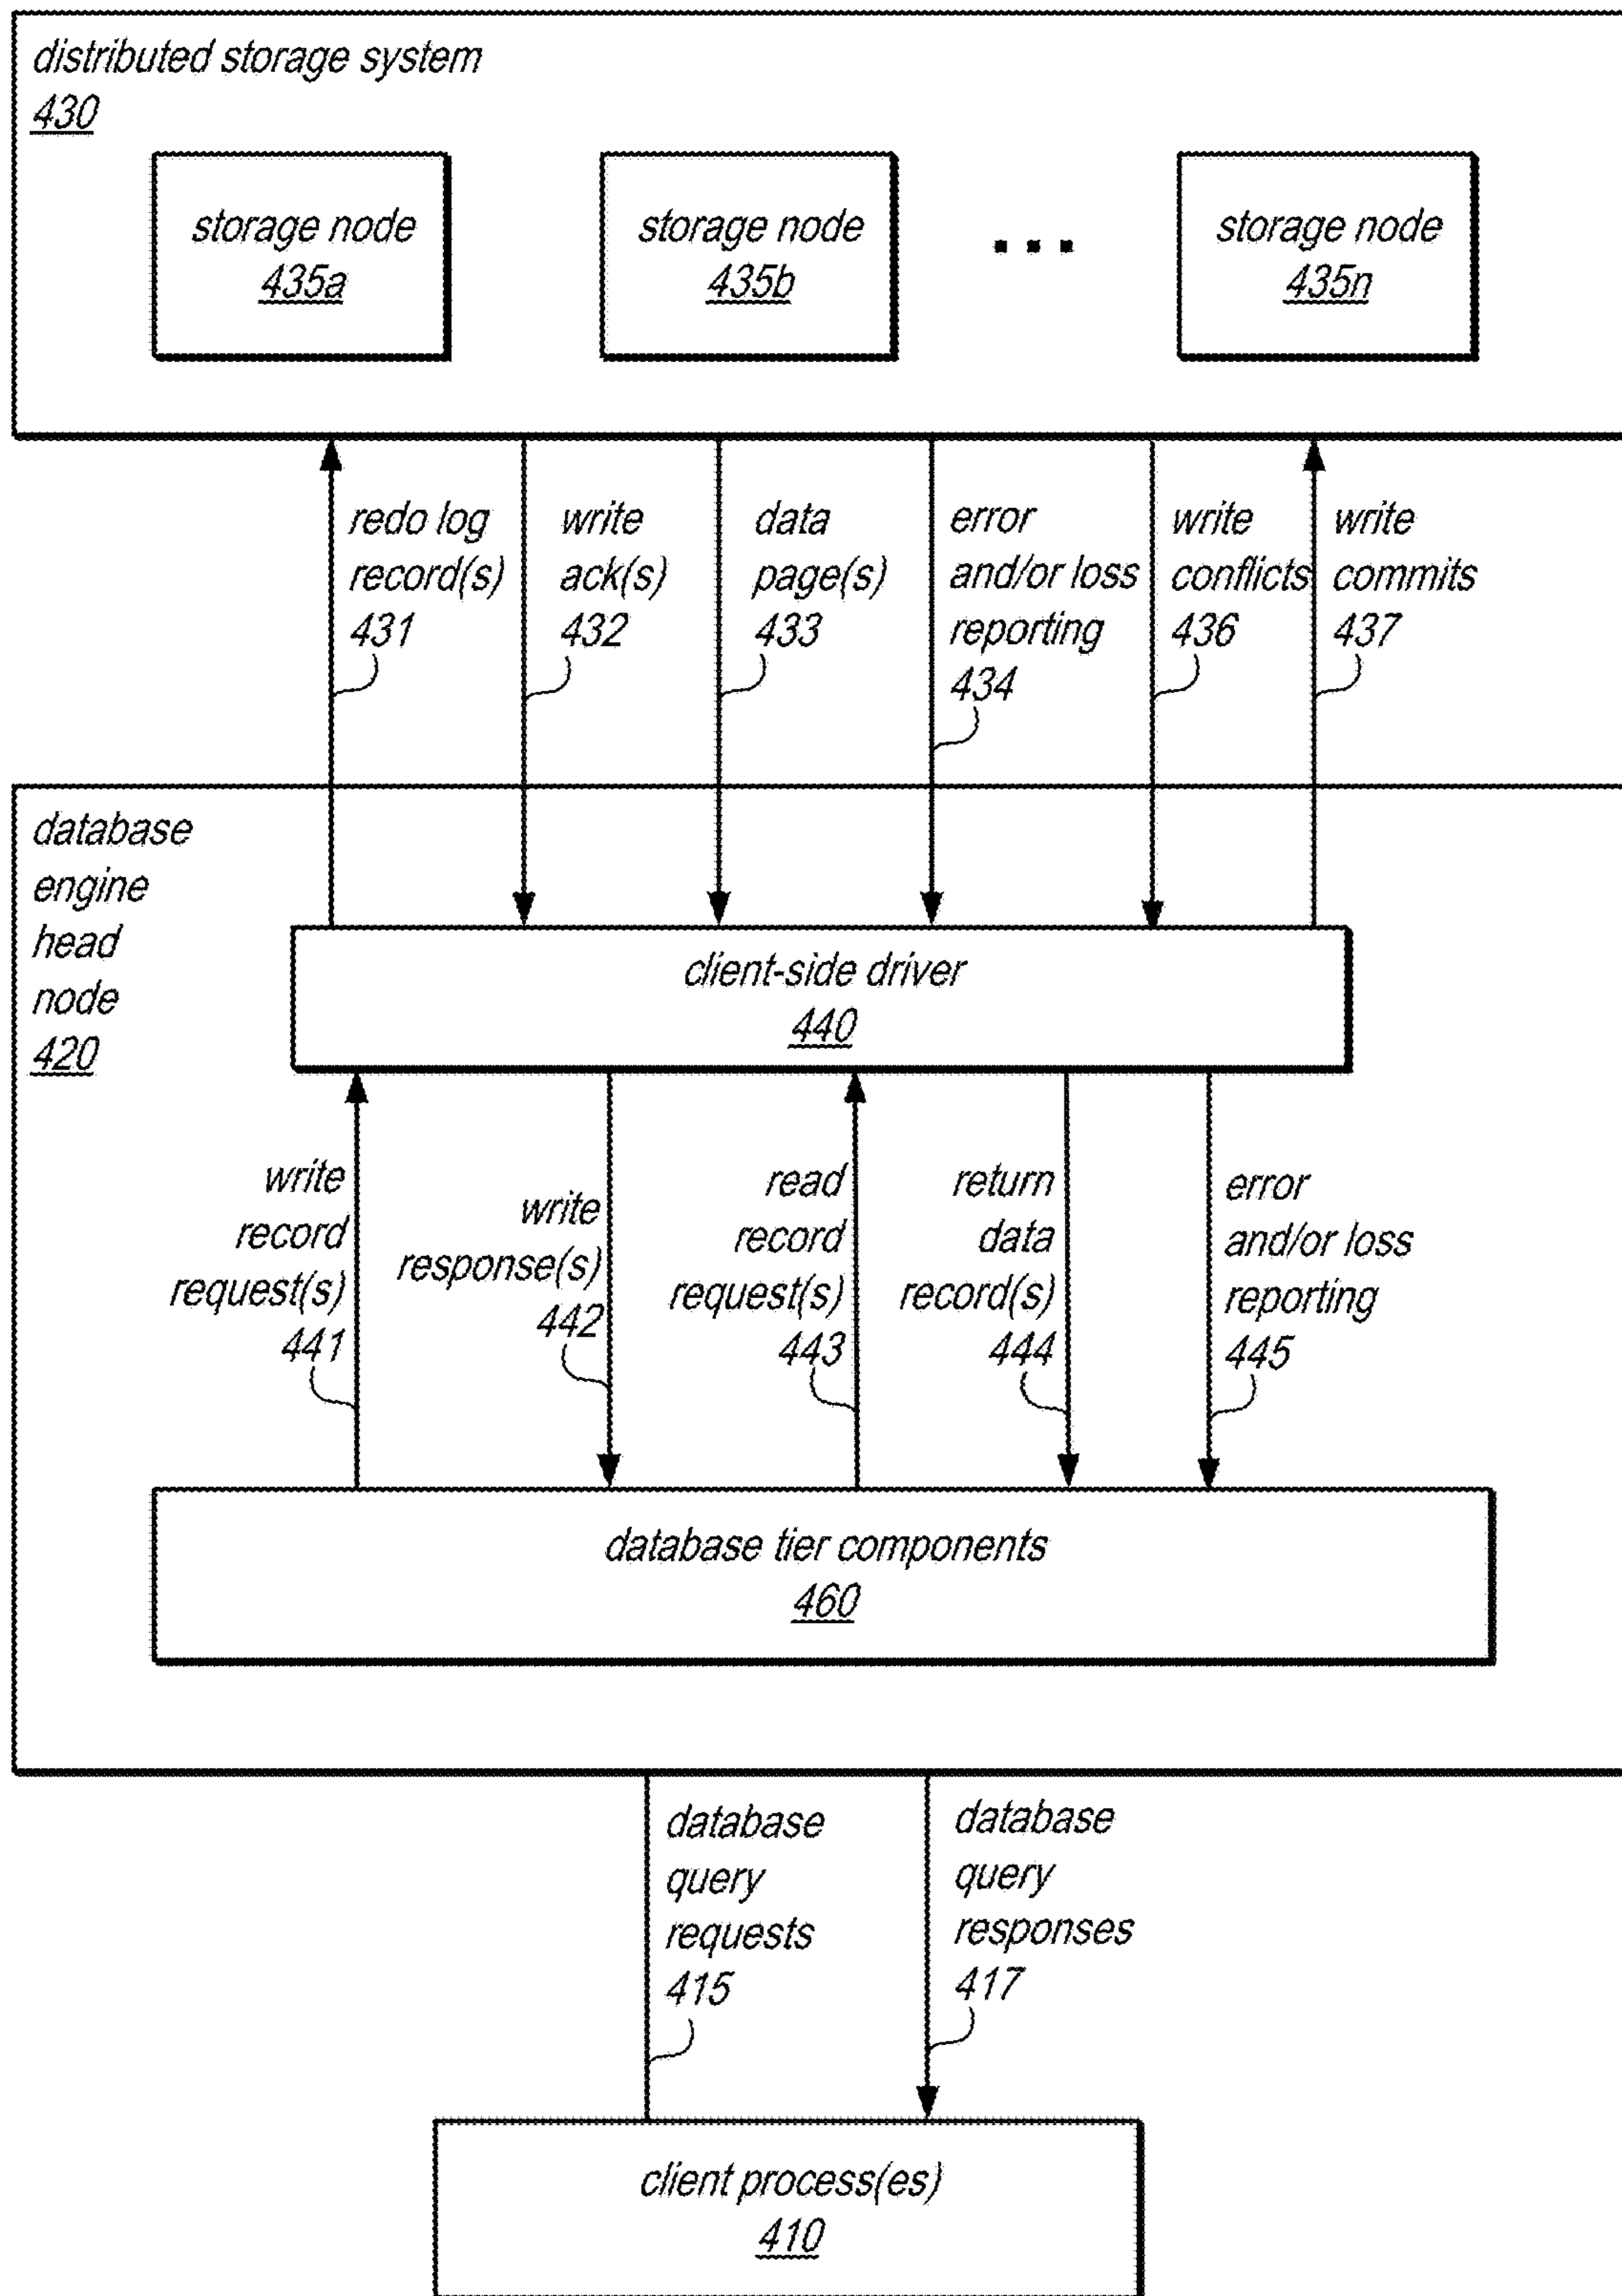 distributed storage system
430
storage node
435a
storage node
435b
storage node
435n
redo log
record(s)
431
write
ack(s)
432
data
page(s)
433
error
and/or loss
reporting
434
write
conflicts
436
write
commits
437
database
engine
head
node
420
client-side driver
440
write
record
request(s)
441
write
response(s)
442
read
record
request(s)
443
return
data
record(s)
444
error
and/or loss
reporting
445
database tier components
460
database
query
requests
415
database
query
responses
417
client process(es)
410